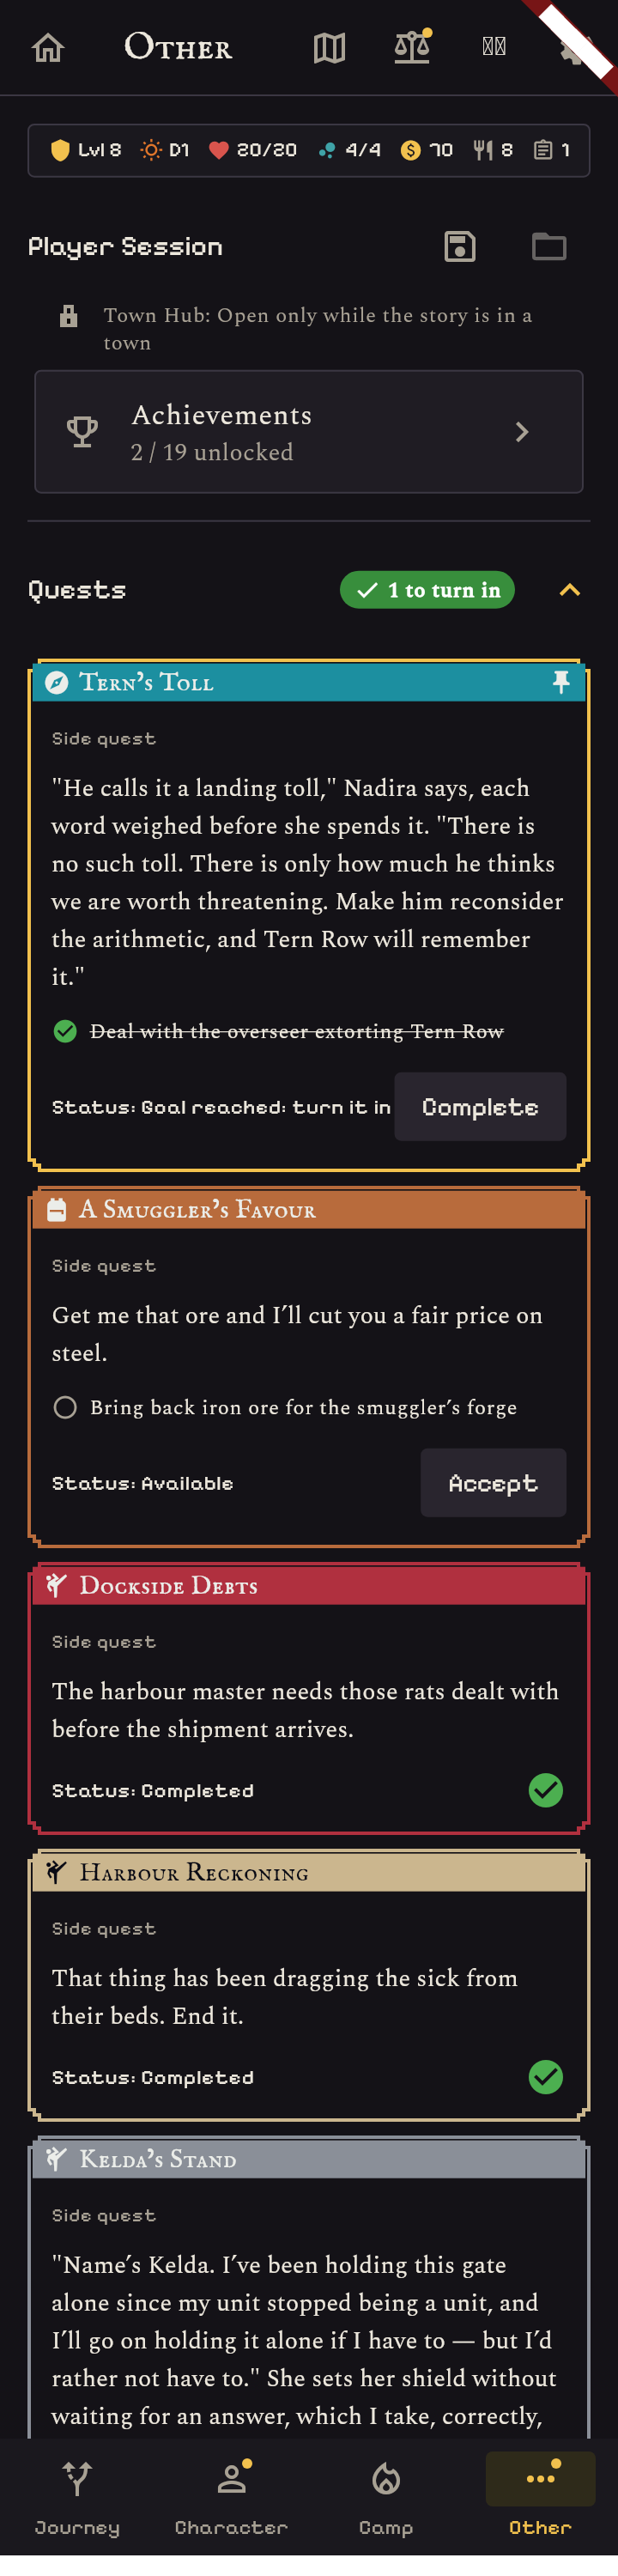 Other
Lvl 8 D1 20/20 4/4 70 8 1
Player Session
Town Hub: Open only while the story is in a
town
Achievements
2 / 19 unlocked
Quests
1 to turn in
Tern's Toll
Side quest
"He calls it a landing toll," Nadira says, each
word weighed before she spends it. "There is
no such toll. There is only how much he thinks
we are worth threatening. Make him reconsider
the arithmetic, and Tern Row will remember
it."
Deal with the overseer extorting Tern Row
Status: Goal reached: turn it in
Complete
A Smuggler's Favour
Side quest
Get me that ore and I'll cut you a fair price on
steel.
Bring back iron ore for the smuggler's forge
Status: Available
Accept
Dockside Debts
Side quest
The harbour master needs those rats dealt with
before the shipment arrives.
Status: Completed
Harbour Reckoning
Side quest
That thing has been dragging the sick from
their beds. End it.
Status: Completed
Kelda's Stand
Side quest
"Name's Kelda. I've been holding this gate
alone since my unit stopped being a unit, and
I'll go on holding it alone if I have to — but I'd
rather not have to." She sets her shield without
waiting for an answer, which I take, correctly,
Journey
Character
Camp
Other